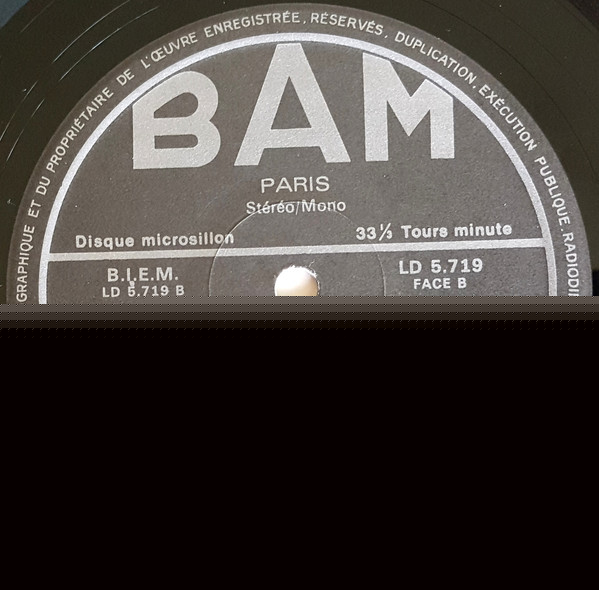 GRAPHIQUE ET DU PROPRIÉTAIRE DE L'ŒUVRE ENREGISTRÉE, RÉSERVÉS, DUPLICATION, EXÉCUTION PUBLIQUE, RADIODI
BAM
PARIS
Stéréo/Mono
Disque microsillon 33⅓ Tours minute
B.I.E.M. LD 5.719
LD 5.719 B FACE B